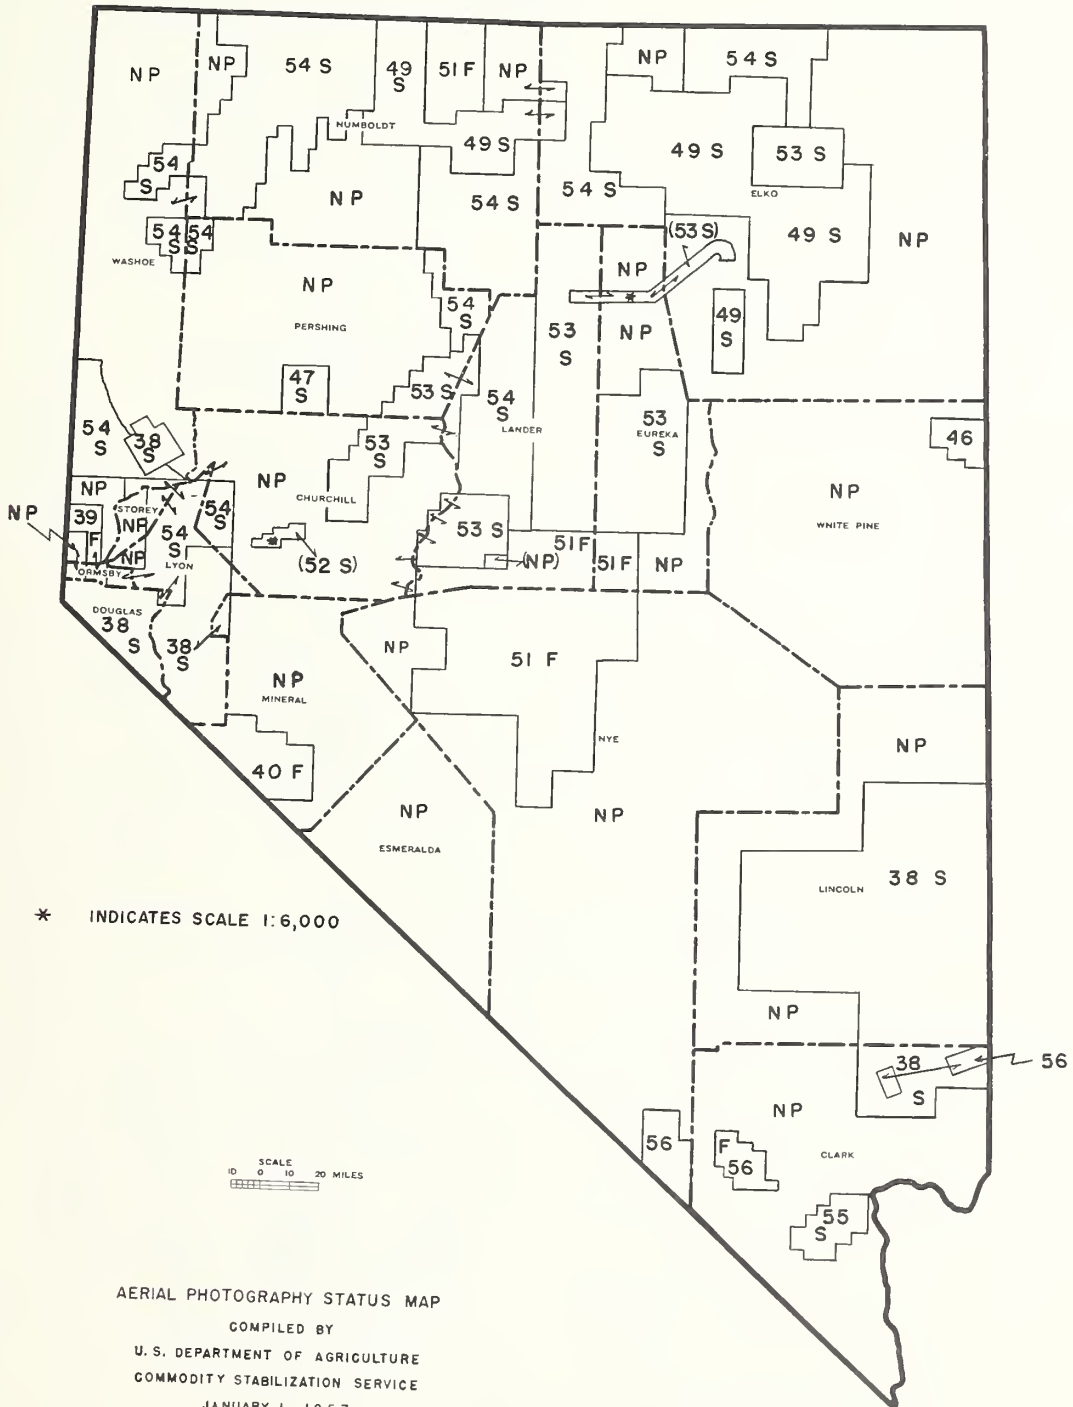 NP
NP
54 S
49
S
51 F
NP
NP
54 S
HUMBOLDT
49 S
49 S
53 S
ELKO
54
S
NP
54 S
54 S
49 S
NP
54
S
54
S
WASHOE
(53 S)
NP
NP
PERSHING
54
S
*
53
S
NP
49
S
47
S
53 S
54
S
LANDER
53
EUREKA
S
46
54
S
38
S
53
S
NP
CHURCHILL
NP
WHITE PINE
NP
NP
39
F
STOREY
NP
NP
54
S
LYON
54
S
*
(52 S)
53 S
(NP)
51 F
51F
NP
ORMSBY
DOUGLAS
38
S
38
S
NP
MINERAL
NP
51 F
NYE
40 F
NP
ESMERALDA
NP
NP
LINCOLN
38 S
* INDICATES SCALE 1:6,000
NP
38
S
56
NP
56
F
56
CLARK
55
S
SCALE
10 0 10 20 MILES
AERIAL PHOTOGRAPHY STATUS MAP
COMPILED BY
U. S. DEPARTMENT OF AGRICULTURE
COMMODITY STABILIZATION SERVICE
JANUARY 1, 1957